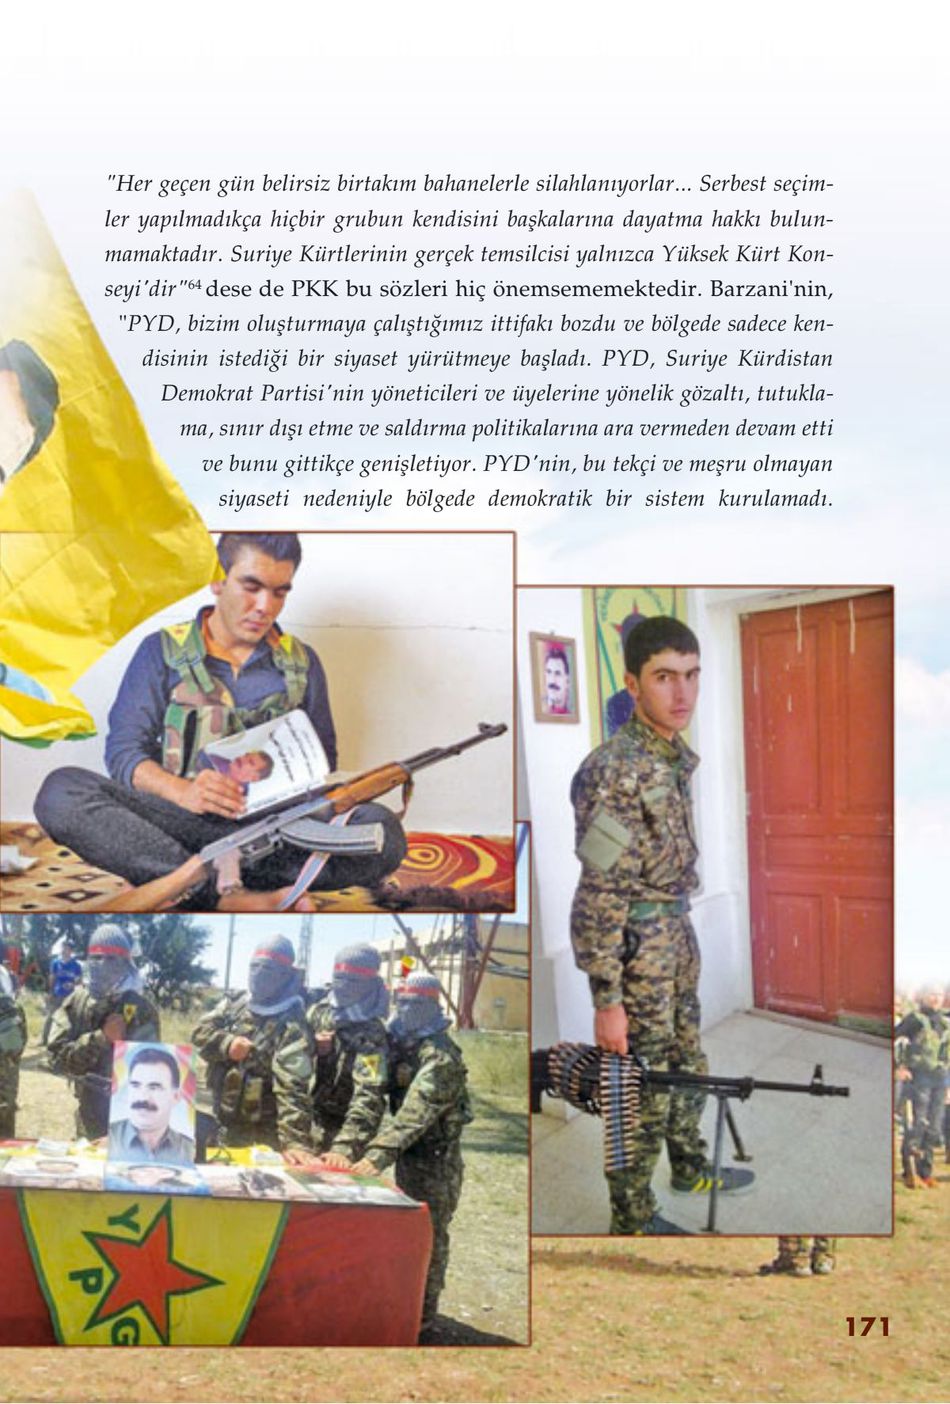 "Her geçen gün belirsiz birtakım bahanelerle silahlanıyorlar... Serbest seçim-
ler yapılmadıkça hiçbir grubun kendisini başkalarına dayatma hakkı bulun-
mamaktadır. Suriye Kürtlerinin gerçek temsilcisi yalnızca Yüksek Kürt Kon-
seyi'dir"64 dese de PKK bu sözleri hiç önemsememektedir. Barzani'nin,
"PYD, bizim oluşturmaya çalıştığımız ittifakı bozdu ve bölgede sadece ken-
disinin istediği bir siyaset yürütmeye başladı. PYD, Suriye Kürdistan
Demokrat Partisi'nin yöneticileri ve üyelerine yönelik gözaltı, tutukla-
ma, sınır dışı etme ve saldırma politikalarına ara vermeden devam etti
ve bunu gittikçe genişletiyor. PYD'nin, bu tekçi ve meşru olmayan
siyaseti nedeniyle bölgede demokratik bir sistem kurulamadı.
YPG
171